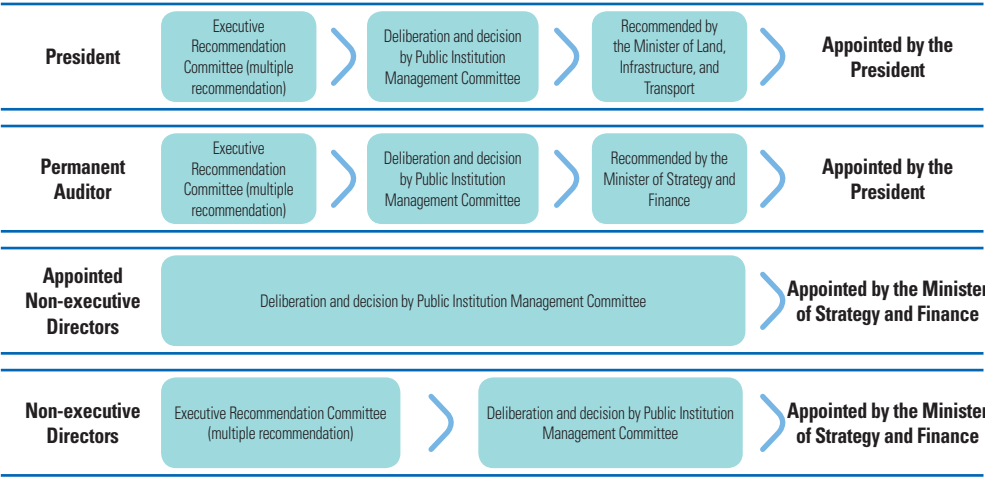 President
Executive
Recommendation
Committee (multiple
recommendation)
Deliberation and decision
by Public Institution
Management Committee
Recommended by
the Minister of Land,
Infrastructure, and
Transport
Appointed by the
President
Permanent
Auditor
Executive
Recommendation
Committee (multiple
recommendation)
Deliberation and decision
by Public Institution
Management Committee
Recommended by the
Minister of Strategy and
Finance
Appointed by the
President
Appointed
Non-executive
Directors
Deliberation and decision by Public Institution Management Committee
Appointed by the Minister
of Strategy and Finance
Non-executive
Directors
Executive Recommendation Committee
(multiple recommendation)
Deliberation and decision by Public Institution
Management Committee
Appointed by the Minister
of Strategy and Finance